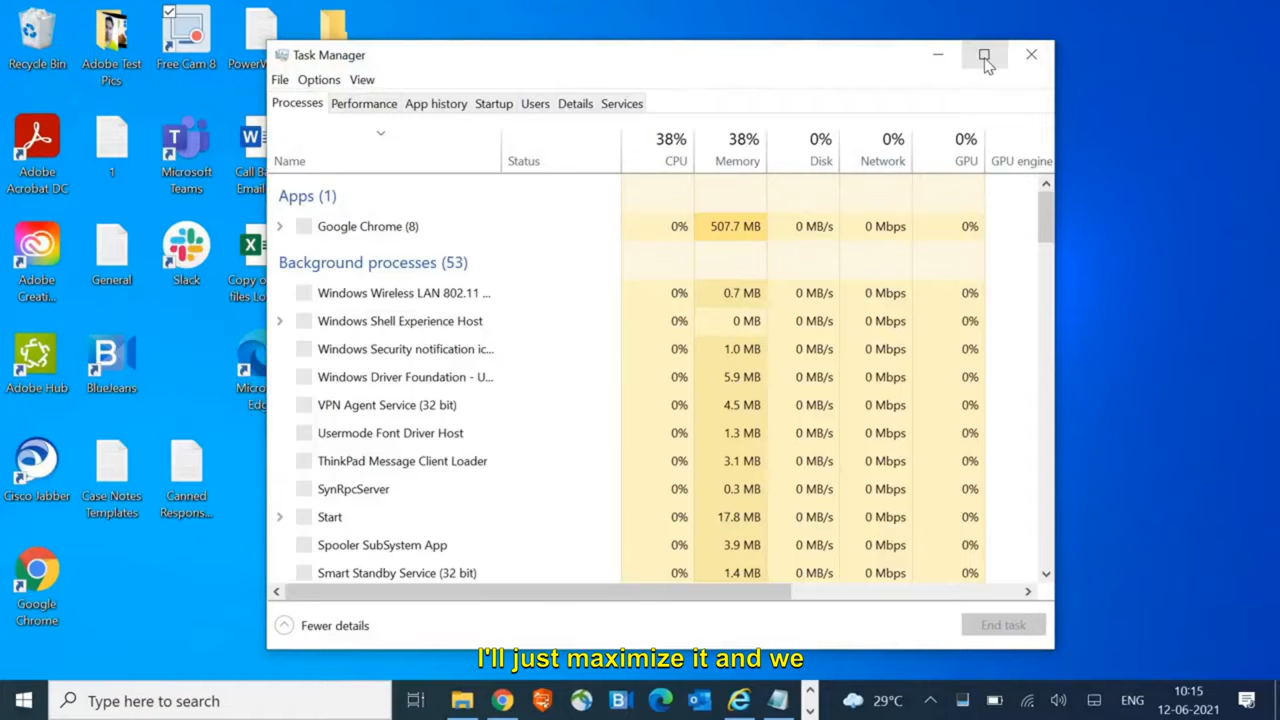 Recycle Bin
Adobe Test
Pics
Free Cam 8
Adobe
Acrobat DC
1
Microsoft
Teams
Adobe
Creati...
General
Slack
Adobe Hub
BlueJeans
Cisco Jabber
Case Notes
Templates
Canned
Respons...
Google
Chrome
Task Manager
File Options View
Processes Performance App history Startup Users Details Services
38% 38% 0% 0% 0%
Name Status CPU Memory Disk Network GPU GPU engine
Apps (1)
Google Chrome (8) 0% 507.7 MB 0 MB/s 0 Mbps 0%
Background processes (53)
Windows Wireless LAN 802.11 ... 0% 0.7 MB 0 MB/s 0 Mbps 0%
Windows Shell Experience Host 0% 0 MB 0 MB/s 0 Mbps 0%
Windows Security notification ic... 0% 1.0 MB 0 MB/s 0 Mbps 0%
Windows Driver Foundation - U... 0% 5.9 MB 0 MB/s 0 Mbps 0%
VPN Agent Service (32 bit) 0% 4.5 MB 0 MB/s 0 Mbps 0%
Usermode Font Driver Host 0% 1.3 MB 0 MB/s 0 Mbps 0%
ThinkPad Message Client Loader 0% 3.1 MB 0 MB/s 0 Mbps 0%
SynRpcServer 0% 0.3 MB 0 MB/s 0 Mbps 0%
Start 0% 17.8 MB 0 MB/s 0 Mbps 0%
Spooler SubSystem App 0% 3.9 MB 0 MB/s 0 Mbps 0%
Smart Standby Service (32 bit) 0% 1.4 MB 0 MB/s 0 Mbps 0%
Fewer details End task
I'll just maximize it and we
Type here to search
29°C
ENG
10:15
12-06-2021